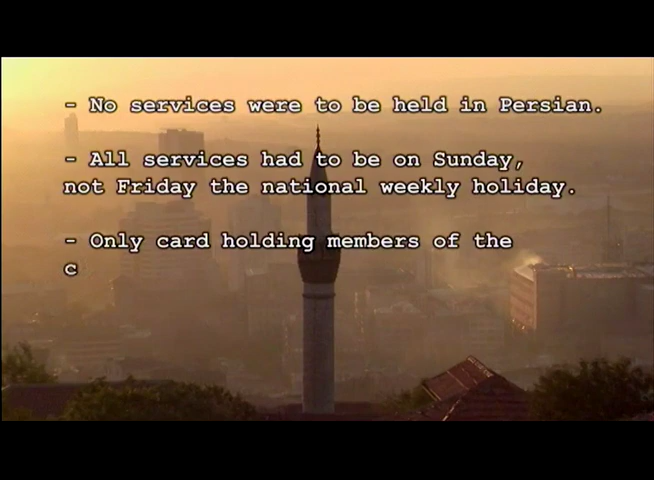 - No services were to be held in Persian.
- All services had to be on Sunday,
not Friday the national weekly holiday.
- Only card holding members of the
c